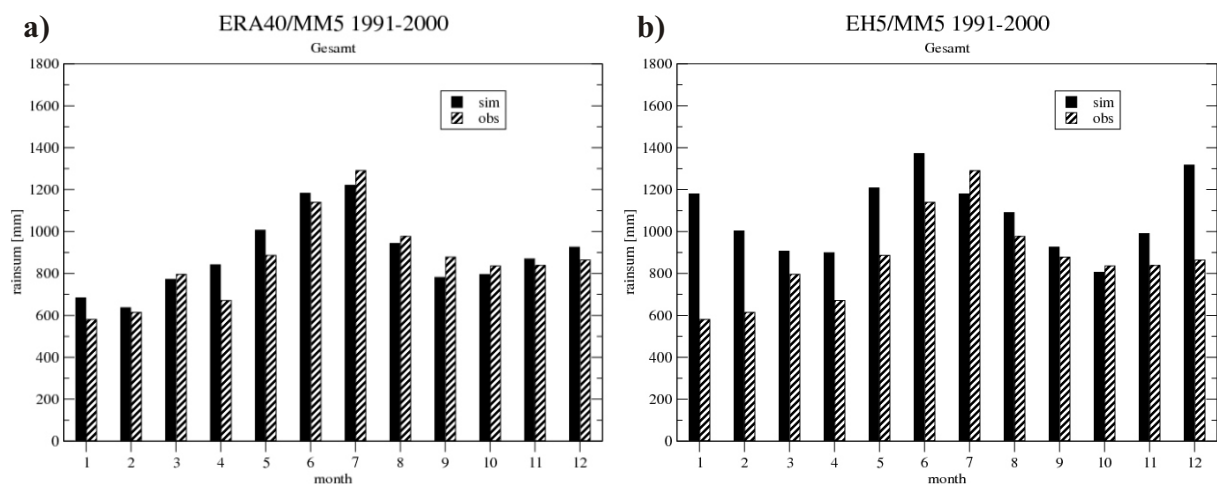 a)
ERA40/MM5 1991-2000
Gesamt
1800
1600
1400
1200
1000
800
600
400
200
0
rainsum [mm]
sim
obs
1 2 3 4 5 6 7 8 9 10 11 12
month
b)
EH5/MM5 1991-2000
Gesamt
1800
1600
1400
1200
1000
800
600
400
200
0
rainsum [mm]
sim
obs
1 2 3 4 5 6 7 8 9 10 11 12
month